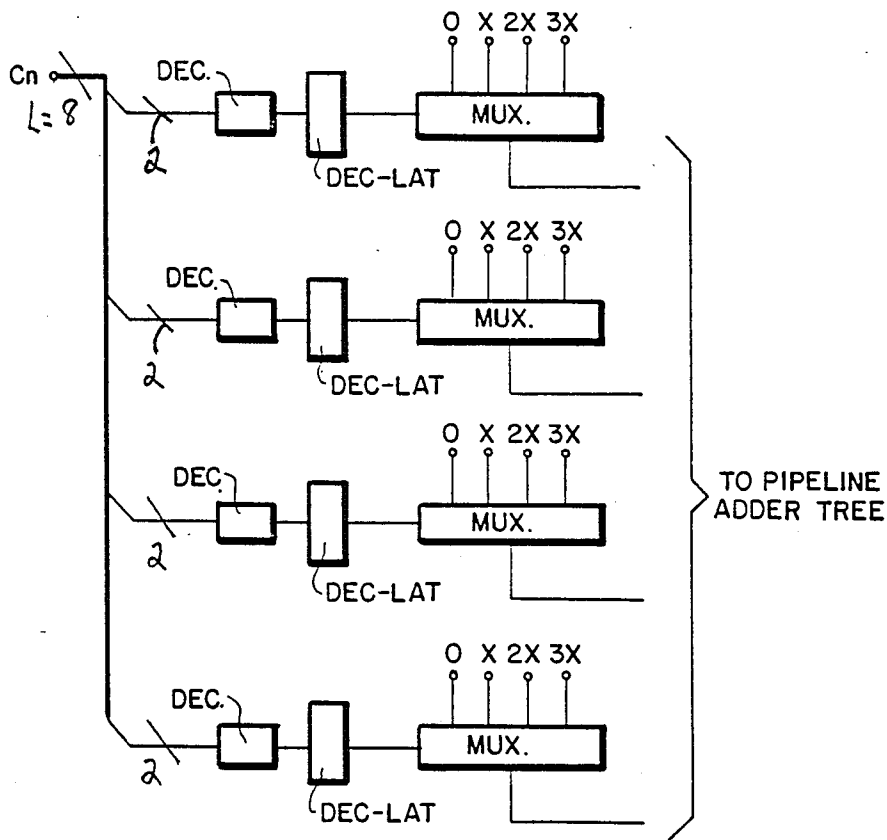 0 X 2X 3X
Cn
L=8
DEC.
2
DEC-LAT
MUX.
0 X 2X 3X
DEC.
2
DEC-LAT
MUX.
0 X 2X 3X
DEC.
2
DEC-LAT
MUX.
TO PIPELINE
ADDER TREE
0 X 2X 3X
DEC.
2
DEC-LAT
MUX.